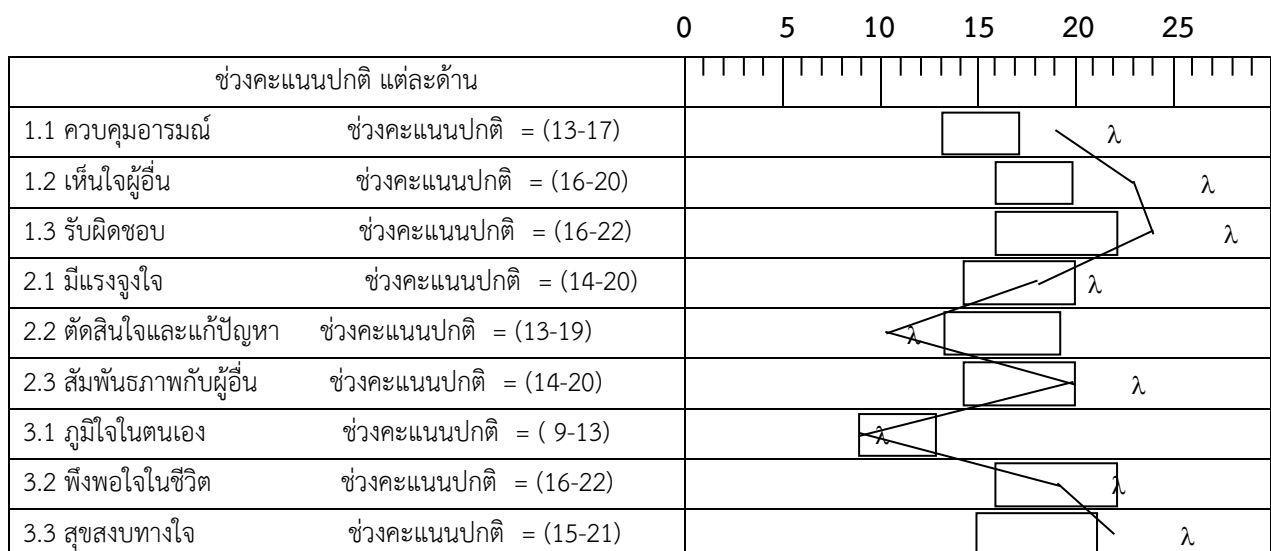 0 5 10 15 20 25
ช่วงคะแนนปกติ แต่ละด้าน
1.1 ควบคุมอารมณ์ ช่วงคะแนนปกติ = (13-17) λ
1.2 เห็นใจผู้อื่น ช่วงคะแนนปกติ = (16-20) λ
1.3 รับผิดชอบ ช่วงคะแนนปกติ = (16-22) λ
2.1 มีแรงจูงใจ ช่วงคะแนนปกติ = (14-20) λ
2.2 ตัดสินใจและแก้ปัญหา ช่วงคะแนนปกติ = (13-19) λ
2.3 สัมพันธภาพกับผู้อื่น ช่วงคะแนนปกติ = (14-20) λ
3.1 ภูมิใจในตนเอง ช่วงคะแนนปกติ = ( 9-13) λ
3.2 พึงพอใจในชีวิต ช่วงคะแนนปกติ = (16-22) λ
3.3 สุขสงบทางใจ ช่วงคะแนนปกติ = (15-21) λ